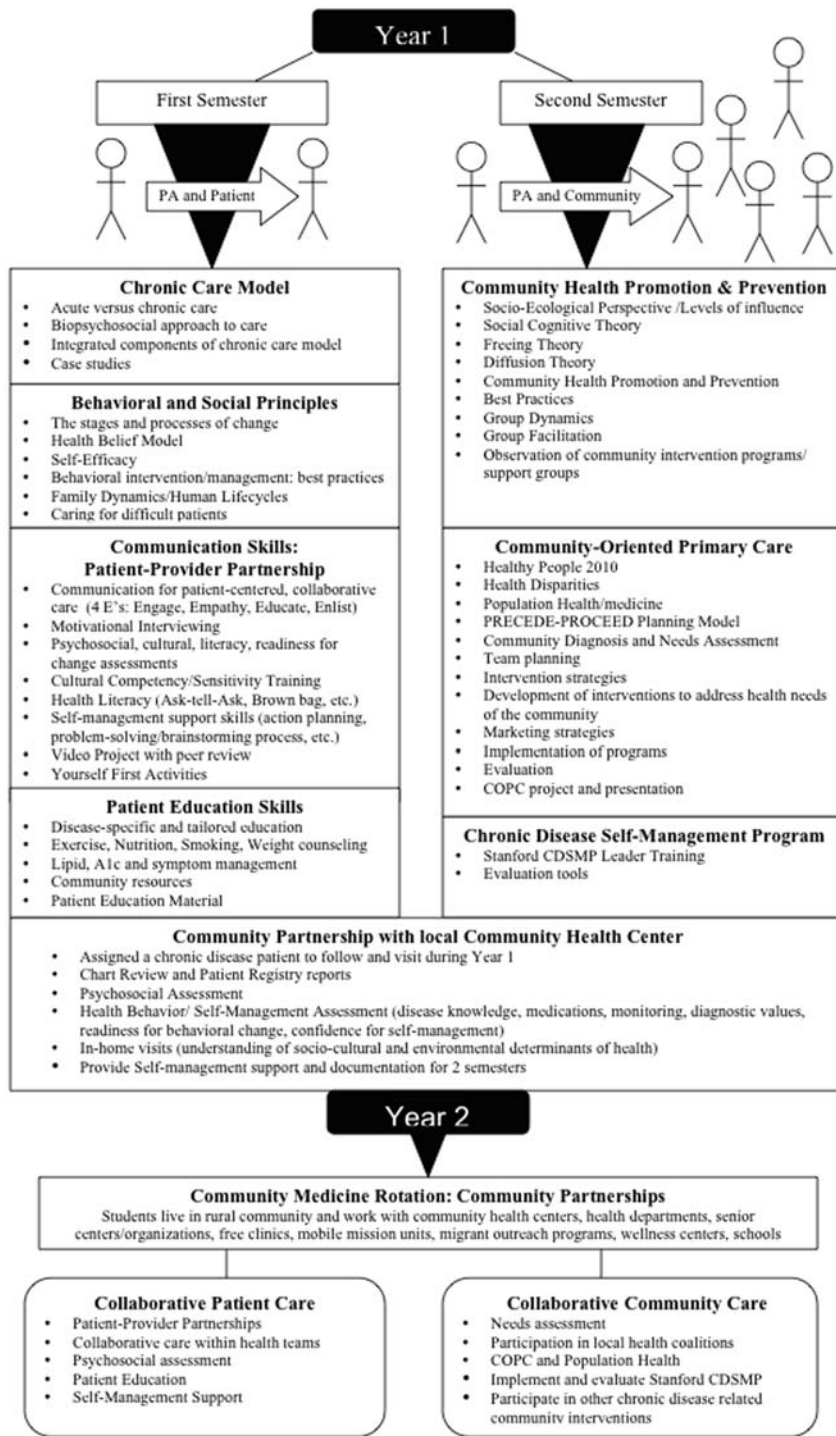 Year 1
First Semester
Second Semester
PA and Patient
PA and Community
Chronic Care Model
• Acute versus chronic care
• Biopsychosocial approach to care
• Integrated components of chronic care model
• Case studies
Behavioral and Social Principles
• The stages and processes of change
• Health Belief Model
• Self-Efficacy
• Behavioral intervention/management: best practices
• Family Dynamics/Human Lifecycles
• Caring for difficult patients
Communication Skills:
Patient-Provider Partnership
• Communication for patient-centered, collaborative
care (4 E's: Engage, Empathy, Educate, Enlist)
• Motivational Interviewing
• Psychosocial, cultural, literacy, readiness for
change assessments
• Cultural Competency/Sensitivity Training
• Health Literacy (Ask-tell-Ask, Brown bag, etc.)
• Self-management support skills (action planning,
problem-solving/brainstorming process, etc.)
• Video Project with peer review
• Yourself First Activities
Patient Education Skills
• Disease-specific and tailored education
• Exercise, Nutrition, Smoking, Weight counseling
• Lipid, A1c and symptom management
• Community resources
• Patient Education Material
Community Health Promotion & Prevention
• Socio-Ecological Perspective /Levels of influence
• Social Cognitive Theory
• Freeing Theory
• Diffusion Theory
• Community Health Promotion and Prevention
• Best Practices
• Group Dynamics
• Group Facilitation
• Observation of community intervention programs/
support groups
Community-Oriented Primary Care
• Healthy People 2010
• Health Disparities
• Population Health/medicine
• PRECEDE-PROCEED Planning Model
• Community Diagnosis and Needs Assessment
• Team planning
• Intervention strategies
• Development of interventions to address health needs
of the community
• Marketing strategies
• Implementation of programs
• Evaluation
• COPC project and presentation
Chronic Disease Self-Management Program
• Stanford CDSMP Leader Training
• Evaluation tools
Community Partnership with local Community Health Center
• Assigned a chronic disease patient to follow and visit during Year 1
• Chart Review and Patient Registry reports
• Psychosocial Assessment
• Health Behavior/ Self-Management Assessment (disease knowledge, medications, monitoring, diagnostic values,
readiness for behavioral change, confidence for self-management)
• In-home visits (understanding of socio-cultural and environmental determinants of health)
• Provide Self-management support and documentation for 2 semesters
Year 2
Community Medicine Rotation: Community Partnerships
Students live in rural community and work with community health centers, health departments, senior
centers/organizations, free clinics, mobile mission units, migrant outreach programs, wellness centers, schools
Collaborative Patient Care
• Patient-Provider Partnerships
• Collaborative care within health teams
• Psychosocial assessment
• Patient Education
• Self-Management Support
Collaborative Community Care
• Needs assessment
• Participation in local health coalitions
• COPC and Population Health
• Implement and evaluate Stanford CDSMP
• Participate in other chronic disease related
community interventions